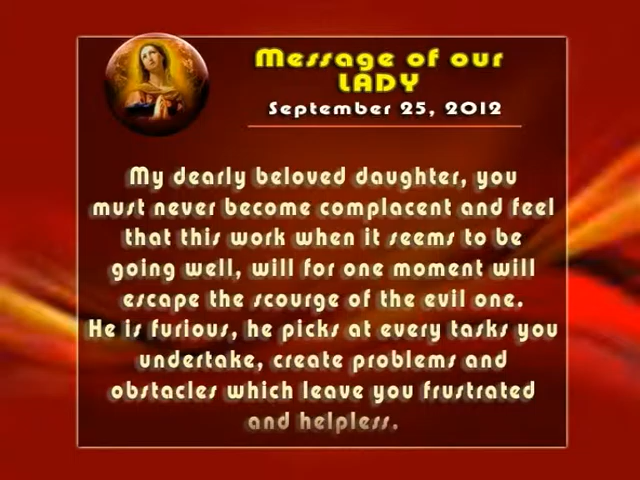 Message of our
LADY
September 25, 2012
My dearly beloved daughter, you
must never become complacent and feel
that this work when it seems to be
going well, will for one moment will
escape the scourge of the evil one.
He is furious, he picks at every tasks you
undertake, create problems and
obstacles which leave you frustrated
and helpless.